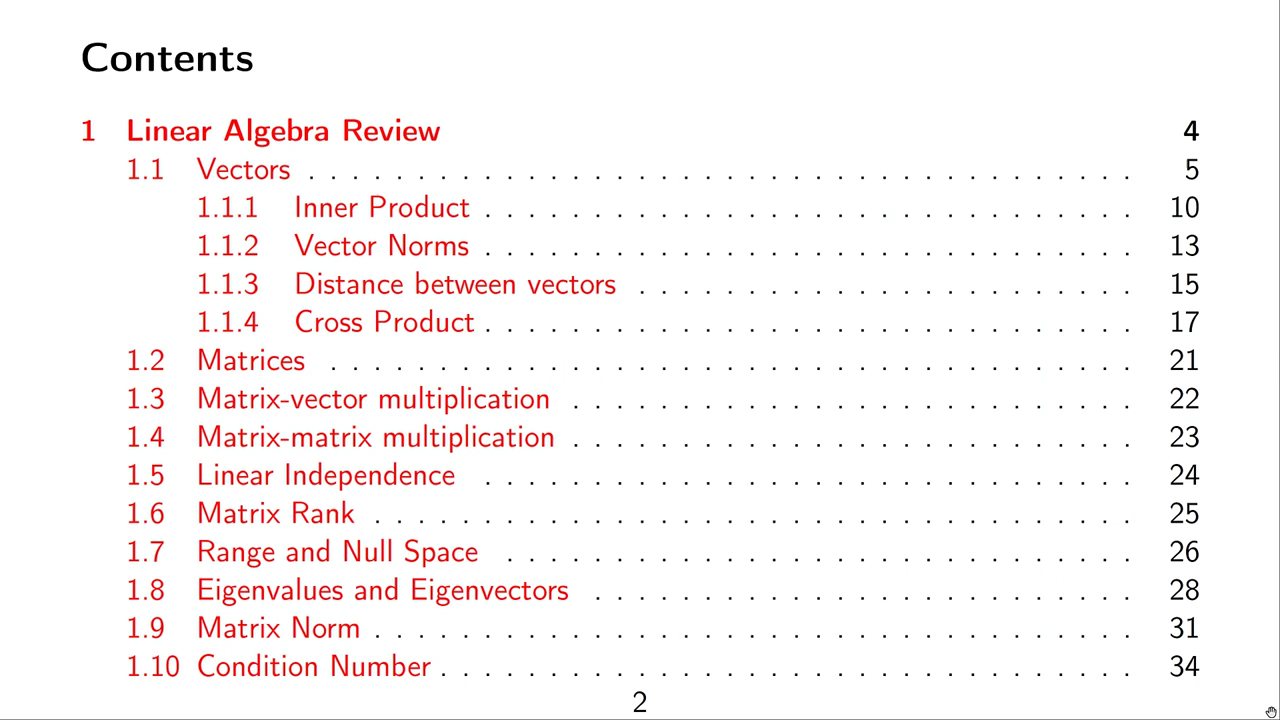 Contents
1 Linear Algebra Review 4
1.1 Vectors . . . . . . . . . . . . . . . . . . . . . . . . . . . . . . . . . . . . . . 5
1.1.1 Inner Product . . . . . . . . . . . . . . . . . . . . . . . . . . . . . . 10
1.1.2 Vector Norms . . . . . . . . . . . . . . . . . . . . . . . . . . . . . . 13
1.1.3 Distance between vectors . . . . . . . . . . . . . . . . . . . . . . . 15
1.1.4 Cross Product . . . . . . . . . . . . . . . . . . . . . . . . . . . . . . 17
1.2 Matrices . . . . . . . . . . . . . . . . . . . . . . . . . . . . . . . . . . . . . 21
1.3 Matrix-vector multiplication . . . . . . . . . . . . . . . . . . . . . . . . . . 22
1.4 Matrix-matrix multiplication . . . . . . . . . . . . . . . . . . . . . . . . . . 23
1.5 Linear Independence . . . . . . . . . . . . . . . . . . . . . . . . . . . . . . 24
1.6 Matrix Rank . . . . . . . . . . . . . . . . . . . . . . . . . . . . . . . . . . . 25
1.7 Range and Null Space . . . . . . . . . . . . . . . . . . . . . . . . . . . . . 26
1.8 Eigenvalues and Eigenvectors . . . . . . . . . . . . . . . . . . . . . . . . . 28
1.9 Matrix Norm . . . . . . . . . . . . . . . . . . . . . . . . . . . . . . . . . . . 31
1.10 Condition Number . . . . . . . . . . . . . . . . . . . . . . . . . . . . . . . . 34
2